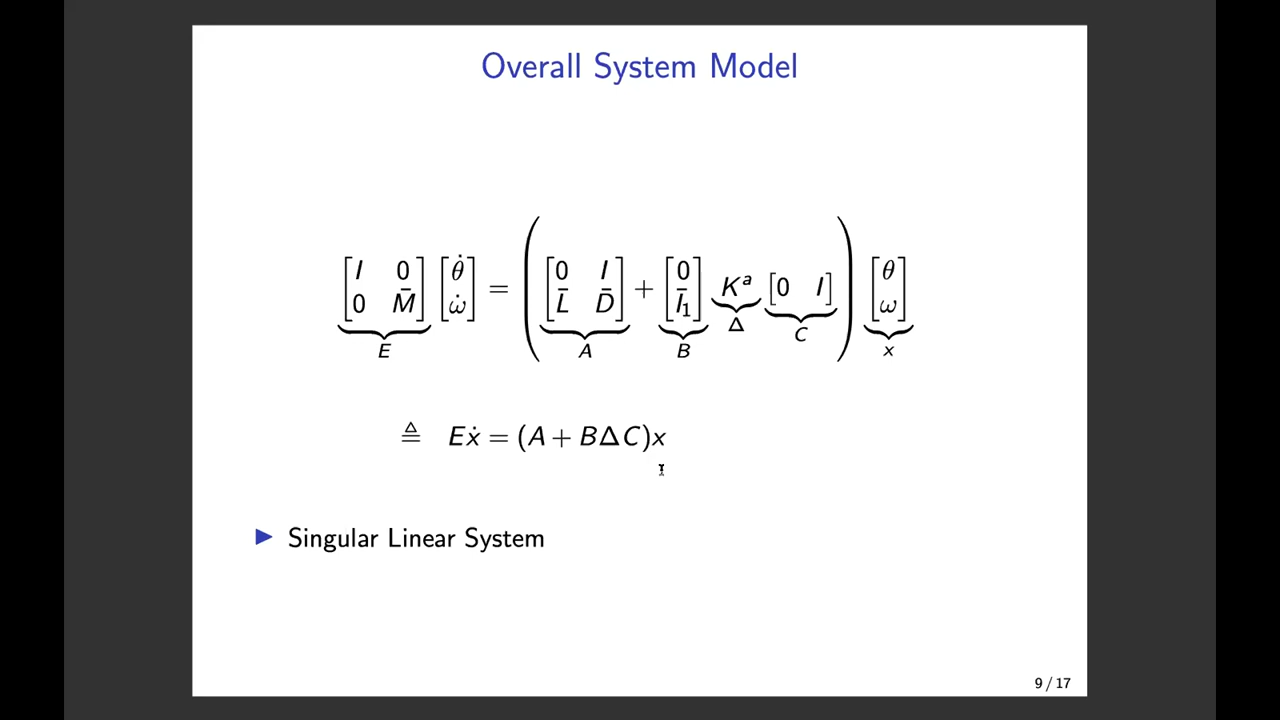 Overall System Model
[I 0; 0 M̄] [θ̇; ω̇] = ([0 I; L̄ D̄] + [0; Ī₁] Kᵃ [0 I]) [θ; ω]
E A B Δ C x
≜ Eẋ = (A + BΔC)x
▶ Singular Linear System
9 / 17